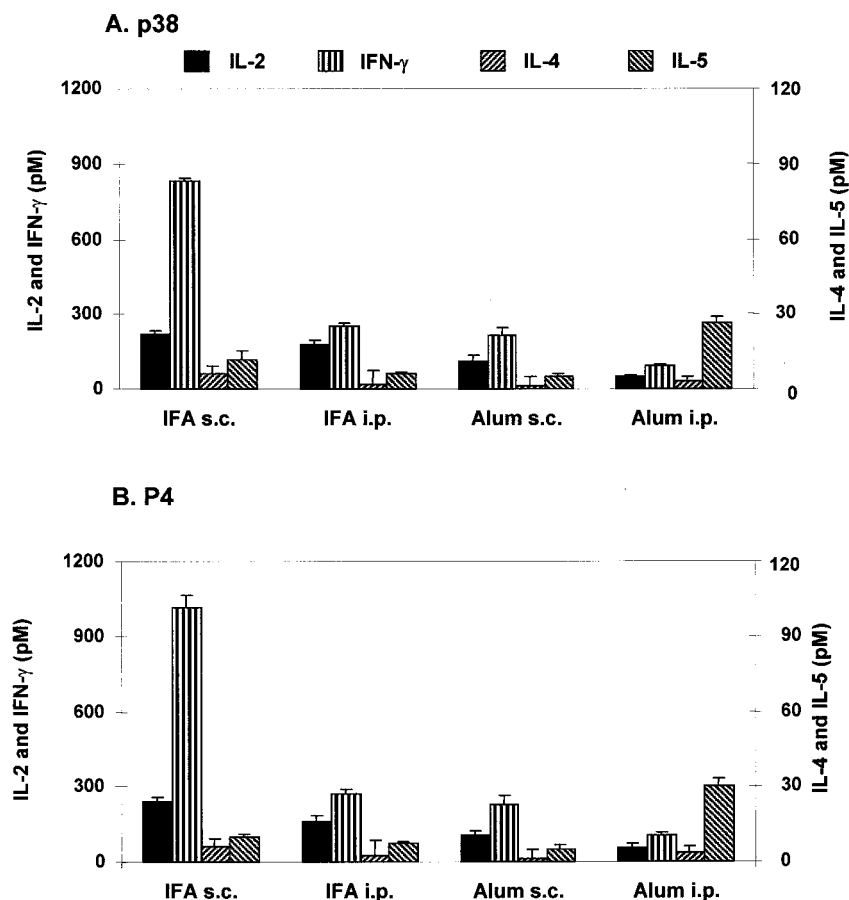 A. p38
IL-2 IFN-γ IL-4 IL-5
1200 120
900 90
600 60
300 30
0 0
IL-2 and IFN-γ (pM)
IL-4 and IL-5 (pM)
IFA s.c. IFA i.p. Alum s.c. Alum i.p.
B. P4
1200 120
900 90
600 60
300 30
0 0
IL-2 and IFN-γ (pM)
IL-4 and IL-5 (pM)
IFA s.c. IFA i.p. Alum s.c. Alum i.p.